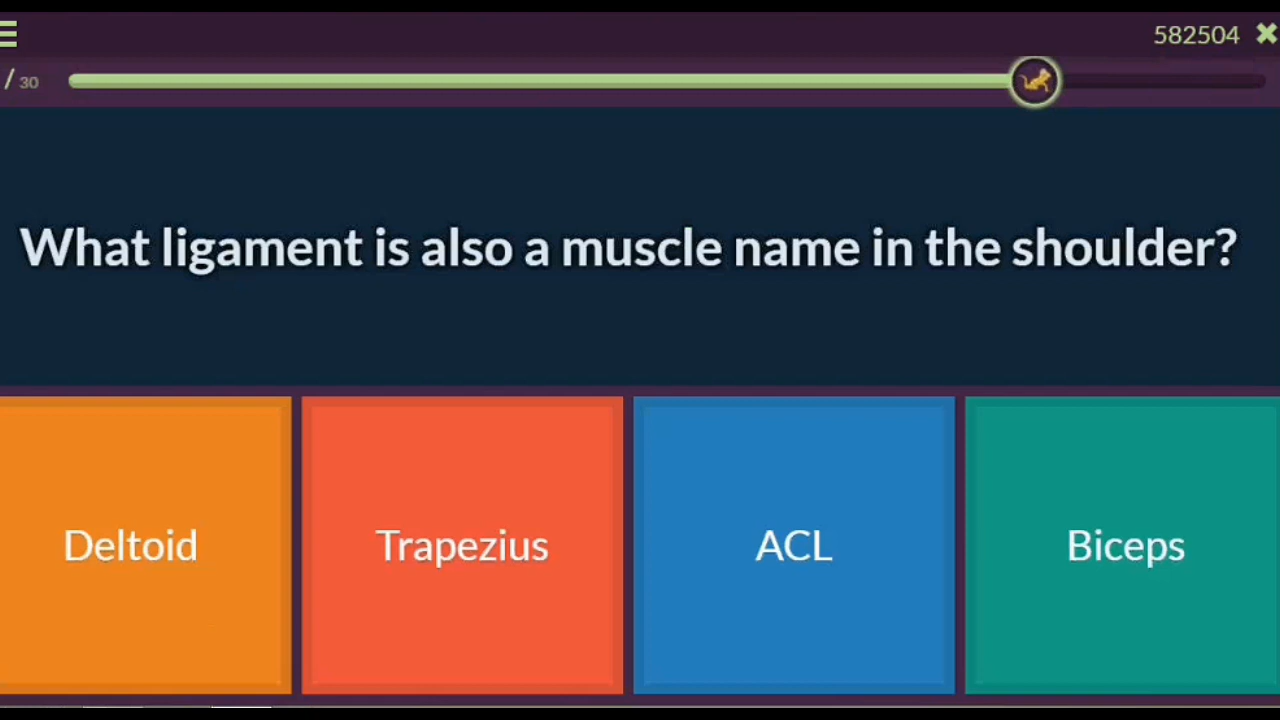 582504
/ 30
What ligament is also a muscle name in the shoulder?
Deltoid
Trapezius
ACL
Biceps